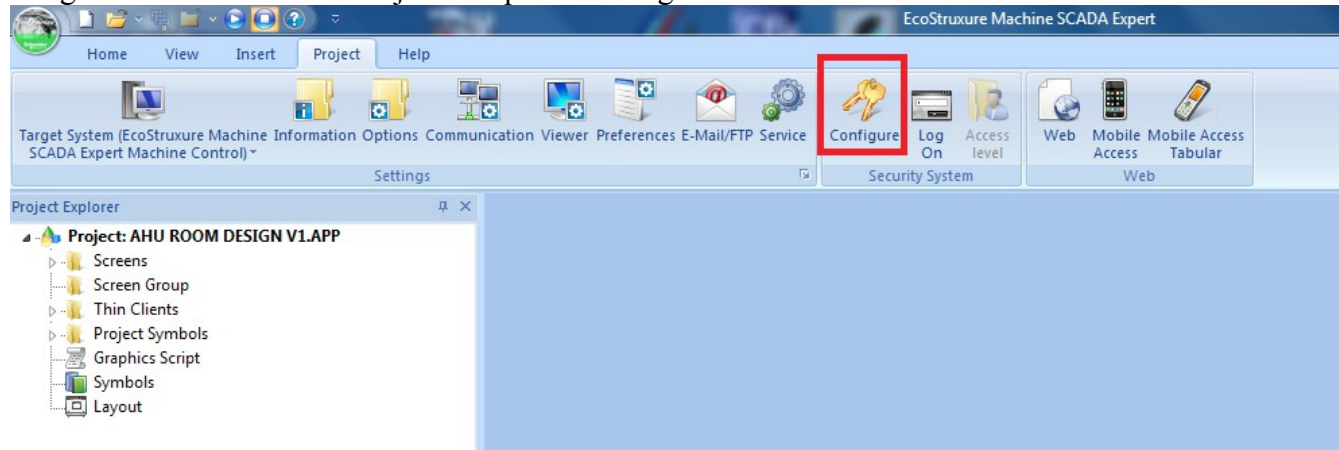 EcoStruxure Machine SCADA Expert
Home View Insert Project Help
Target System (EcoStruxure Machine SCADA Expert Machine Control) Information Options Communication Viewer Preferences E-Mail/FTP Service Configure Log On Access level Web Mobile Access Mobile Access Tabular
Settings Security System Web
Project Explorer
Project: AHU ROOM DESIGN V1.APP
Screens
Screen Group
Thin Clients
Project Symbols
Graphics Script
Symbols
Layout